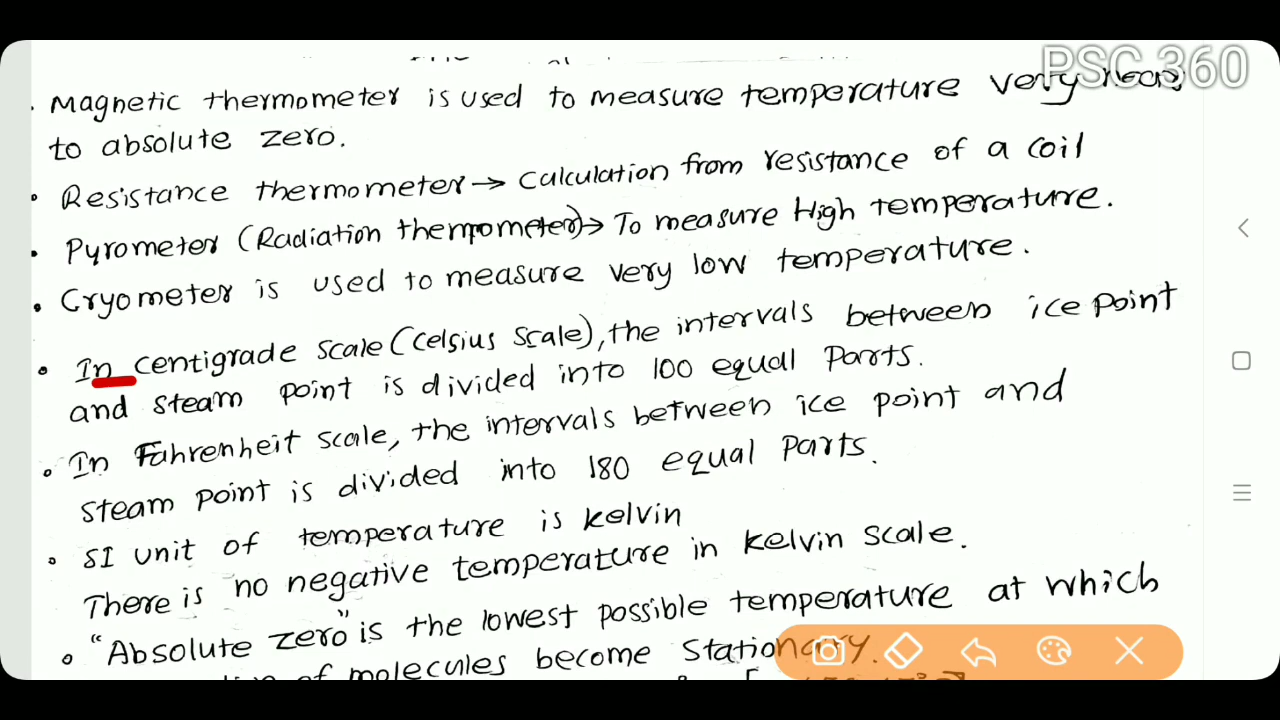 PSC 360
. Magnetic thermometer is used to measure temperature very near
to absolute zero.
• Resistance thermometer → calculation from resistance of a coil
• Pyrometer (Radiation thermometer) → To measure High temperature.
• Cryometer is used to measure very low temperature.
• In centigrade scale (celsius scale), the intervals between ice point
and steam point is divided into 100 equal parts.
• In Fahrenheit scale, the intervals between ice point and
steam point is divided into 180 equal parts.
• SI unit of temperature is kelvin
There is no negative temperature in kelvin scale.
• "Absolute zero" is the lowest possible temperature at which
of molecules become stationary.